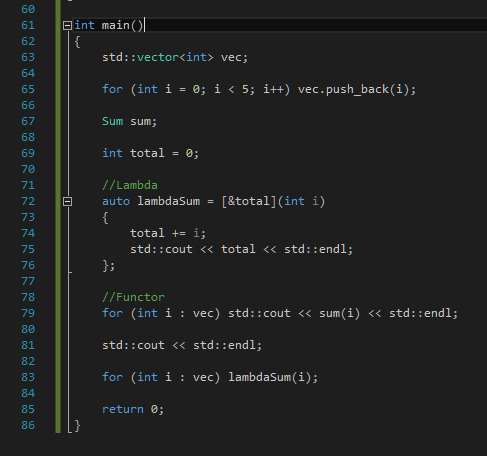 60
61 int main()
62 {
63 std::vector<int> vec;
64
65 for (int i = 0; i < 5; i++) vec.push_back(i);
66
67 Sum sum;
68
69 int total = 0;
70
71 //Lambda
72 auto lambdaSum = [&total](int i)
73 {
74 total += i;
75 std::cout << total << std::endl;
76 };
77
78 //Functor
79 for (int i : vec) std::cout << sum(i) << std::endl;
80
81 std::cout << std::endl;
82
83 for (int i : vec) lambdaSum(i);
84
85 return 0;
86 }